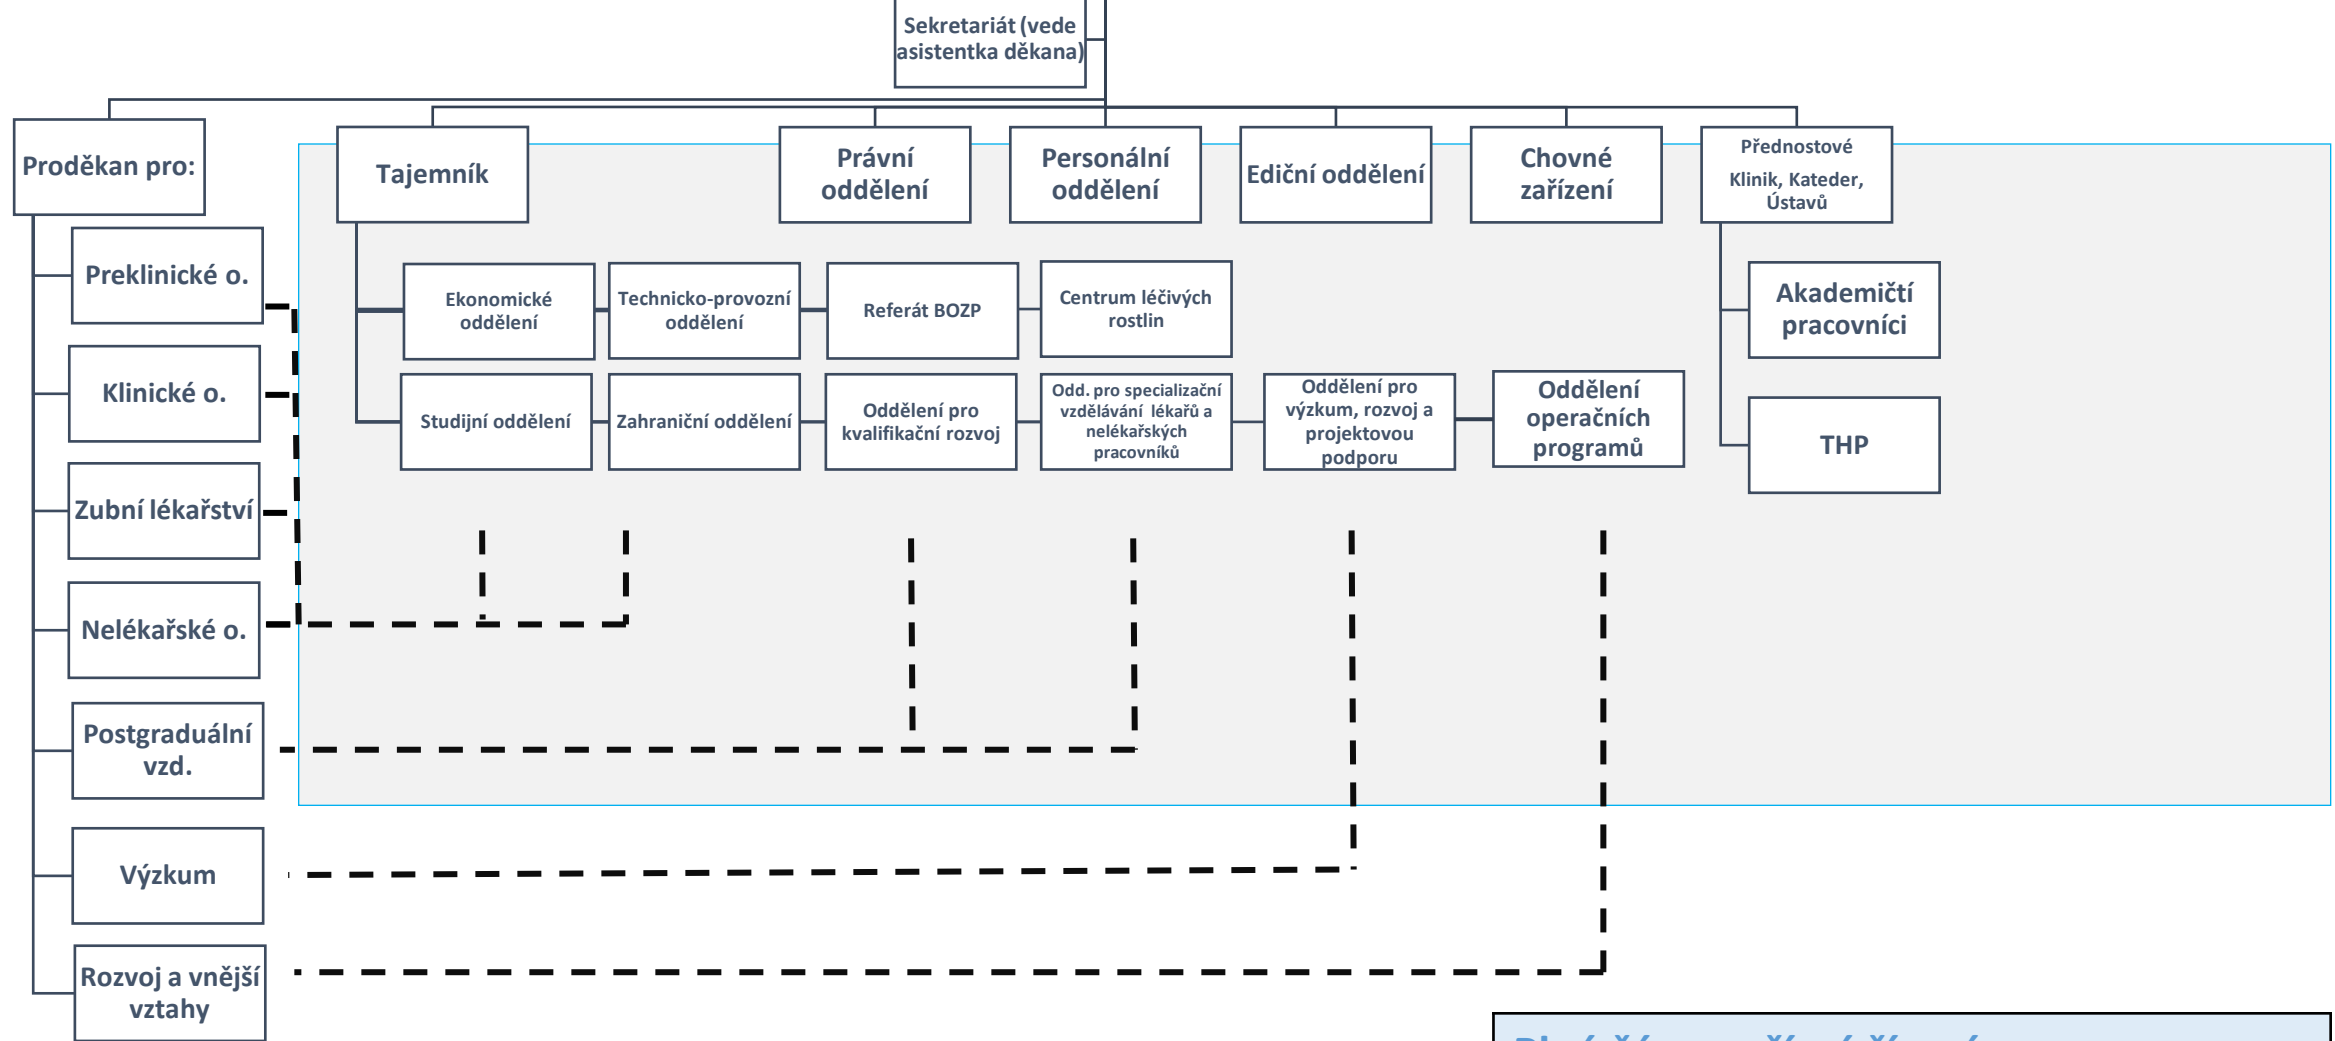 Sekretariát (vede
asistentka děkana)
Proděkan pro:
Tajemník
Právní
oddělení
Personální
oddělení
Ediční oddělení
Chovné
zařízení
Přednostové
Klinik, Kateder,
Ústavů
Preklinické o.
Klinické o.
Zubní lékařství
Nelékařské o.
Postgraduální
vzd.
Výzkum
Rozvoj a vnější
vztahy
Ekonomické
oddělení
Technicko-provozní
oddělení
Referát BOZP
Centrum léčivých
rostlin
Studijní oddělení
Zahraniční oddělení
Oddělení pro
kvalifikační rozvoj
Odd. pro specializační
vzdělávání lékařů a
nelékařských
pracovníků
Oddělení pro
výzkum, rozvoj a
projektovou
podporu
Oddělení
operačních
programů
Akademičtí
pracovníci
THP